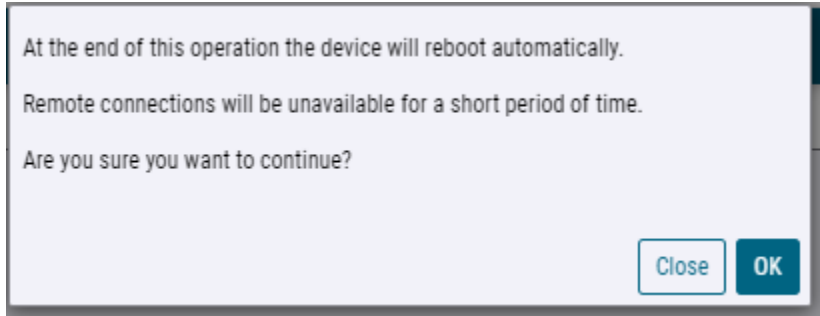 At the end of this operation the device will reboot automatically.
Remote connections will be unavailable for a short period of time.
Are you sure you want to continue?
Close
OK